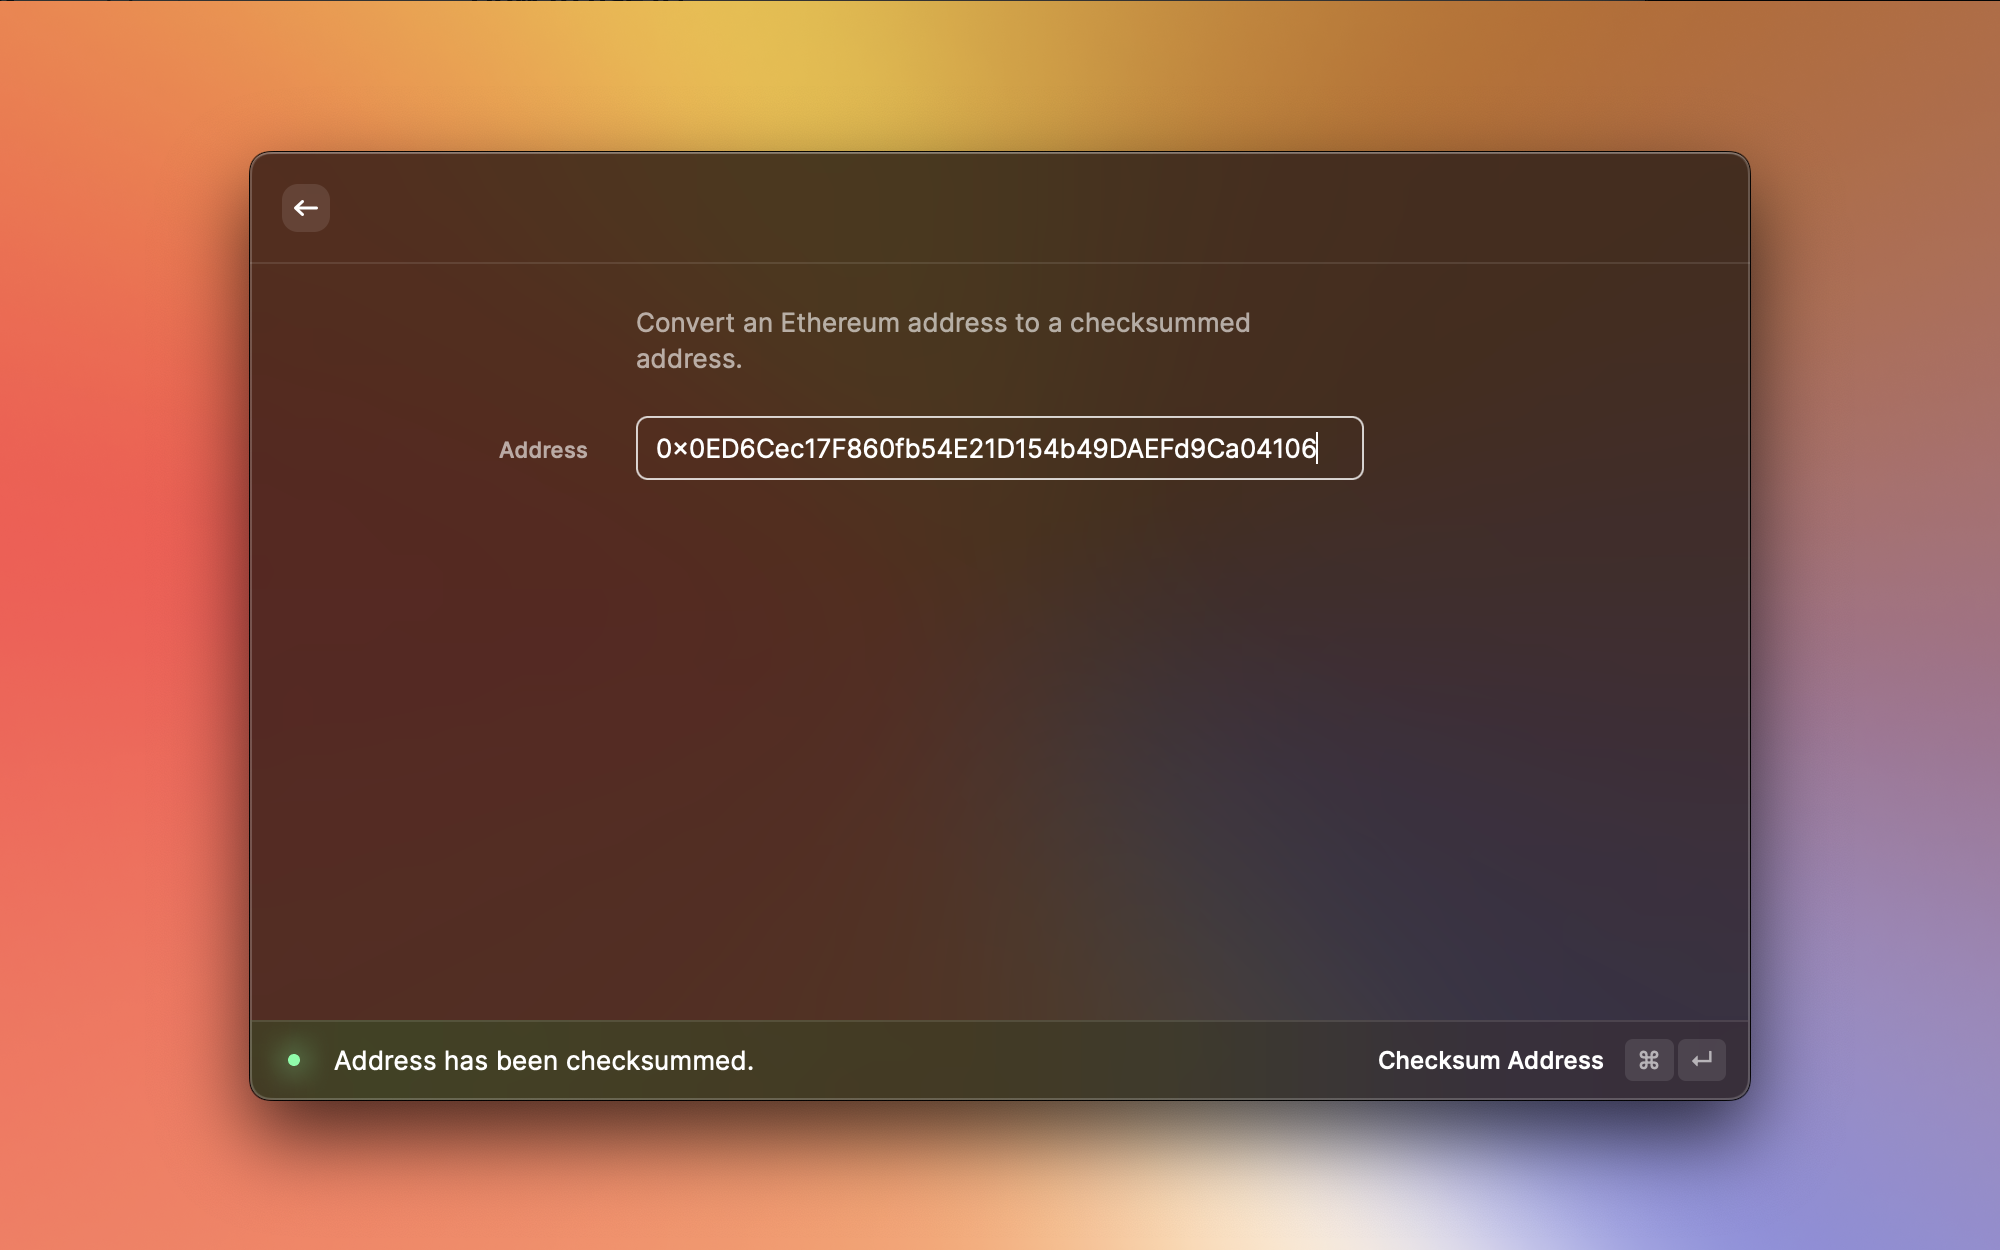 Convert an Ethereum address to a checksummed
address.
Address
0x0ED6Cec17F860fb54E21D154b49DAEFd9Ca04106
Address has been checksummed.
Checksum Address ⌘ ↵